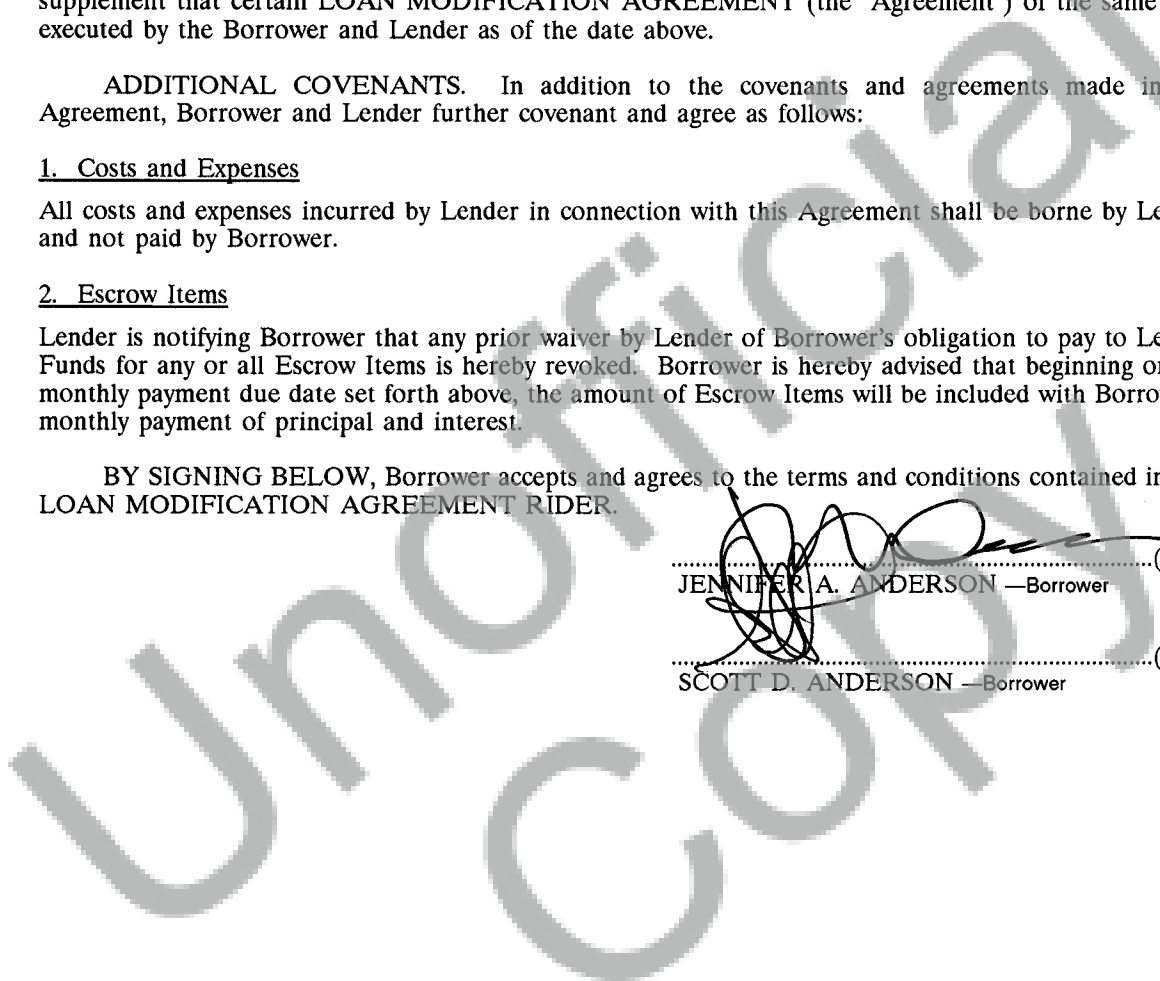 supplement that certain LOAN MODIFICATION AGREEMENT (the "Agreement") of the same
executed by the Borrower and Lender as of the date above.
ADDITIONAL COVENANTS. In addition to the covenants and agreements made in
Agreement, Borrower and Lender further covenant and agree as follows:
1. Costs and Expenses
All costs and expenses incurred by Lender in connection with this Agreement shall be borne by Le
and not paid by Borrower.
2. Escrow Items
Lender is notifying Borrower that any prior waiver by Lender of Borrower's obligation to pay to Le
Funds for any or all Escrow Items is hereby revoked. Borrower is hereby advised that beginning o
monthly payment due date set forth above, the amount of Escrow Items will be included with Borro
monthly payment of principal and interest.
BY SIGNING BELOW, Borrower accepts and agrees to the terms and conditions contained in
LOAN MODIFICATION AGREEMENT RIDER.
..........(
JENNIFER A. ANDERSON —Borrower
..........(
SCOTT D. ANDERSON —Borrower
Unofficial
Copy